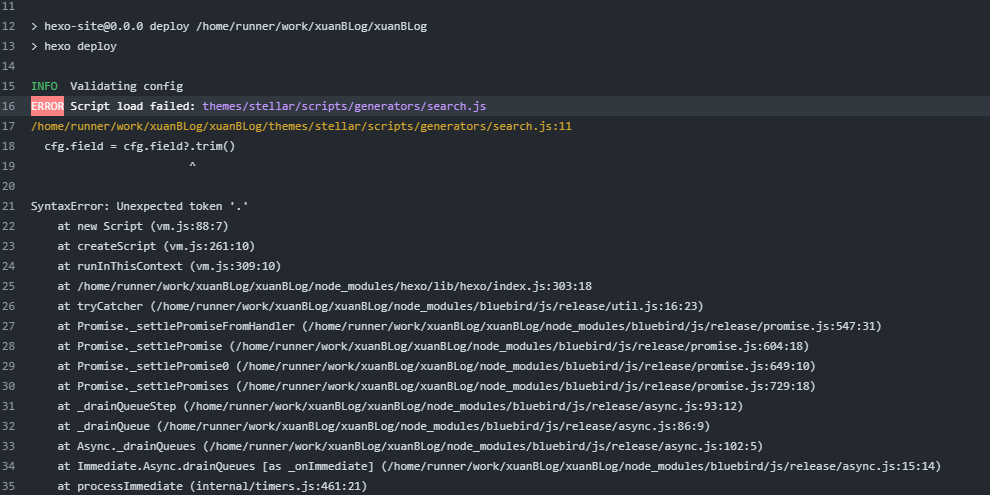 11
12 > hexo-site@0.0.0 deploy /home/runner/work/xuanBLog/xuanBLog
13 > hexo deploy
14
15 INFO  Validating config
16 ERROR Script load failed: themes/stellar/scripts/generators/search.js
17 /home/runner/work/xuanBLog/xuanBLog/themes/stellar/scripts/generators/search.js:11
18   cfg.field = cfg.field?.trim()
19                         ^
20
21 SyntaxError: Unexpected token '.'
22     at new Script (vm.js:88:7)
23     at createScript (vm.js:261:10)
24     at runInThisContext (vm.js:309:10)
25     at /home/runner/work/xuanBLog/xuanBLog/node_modules/hexo/lib/hexo/index.js:303:18
26     at tryCatcher (/home/runner/work/xuanBLog/xuanBLog/node_modules/bluebird/js/release/util.js:16:23)
27     at Promise._settlePromiseFromHandler (/home/runner/work/xuanBLog/xuanBLog/node_modules/bluebird/js/release/promise.js:547:31)
28     at Promise._settlePromise (/home/runner/work/xuanBLog/xuanBLog/node_modules/bluebird/js/release/promise.js:604:18)
29     at Promise._settlePromise0 (/home/runner/work/xuanBLog/xuanBLog/node_modules/bluebird/js/release/promise.js:649:10)
30     at Promise._settlePromises (/home/runner/work/xuanBLog/xuanBLog/node_modules/bluebird/js/release/promise.js:729:18)
31     at _drainQueueStep (/home/runner/work/xuanBLog/xuanBLog/node_modules/bluebird/js/release/async.js:93:12)
32     at _drainQueue (/home/runner/work/xuanBLog/xuanBLog/node_modules/bluebird/js/release/async.js:86:9)
33     at Async._drainQueues (/home/runner/work/xuanBLog/xuanBLog/node_modules/bluebird/js/release/async.js:102:5)
34     at Immediate.Async.drainQueues [as _onImmediate] (/home/runner/work/xuanBLog/xuanBLog/node_modules/bluebird/js/release/async.js:15:14)
35     at processImmediate (internal/timers.js:461:21)